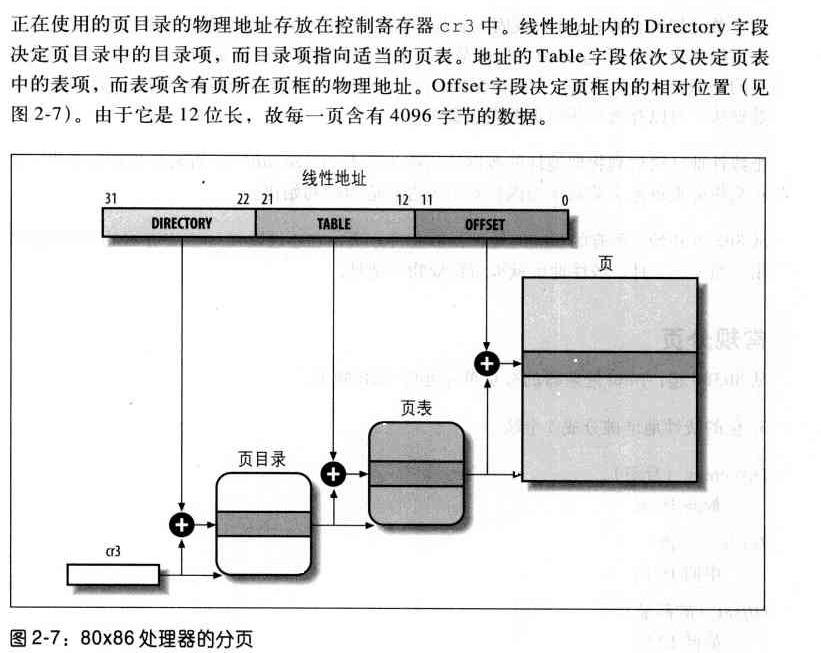 正在使用的页目录的物理地址存放在控制寄存器 cr3 中。线性地址内的 Directory 字段
决定页目录中的目录项，而目录项指向适当的页表。地址的 Table 字段依次又决定页表
中的表项，而表项含有页所在页框的物理地址。Offset 字段决定页框内的相对位置（见
图 2-7）。由于它是 12 位长，故每一页含有 4096 字节的数据。
线性地址
31 22 21 12 11 0
DIRECTORY TABLE OFFSET
页
页表
页目录
cr3
图 2-7：80x86 处理器的分页